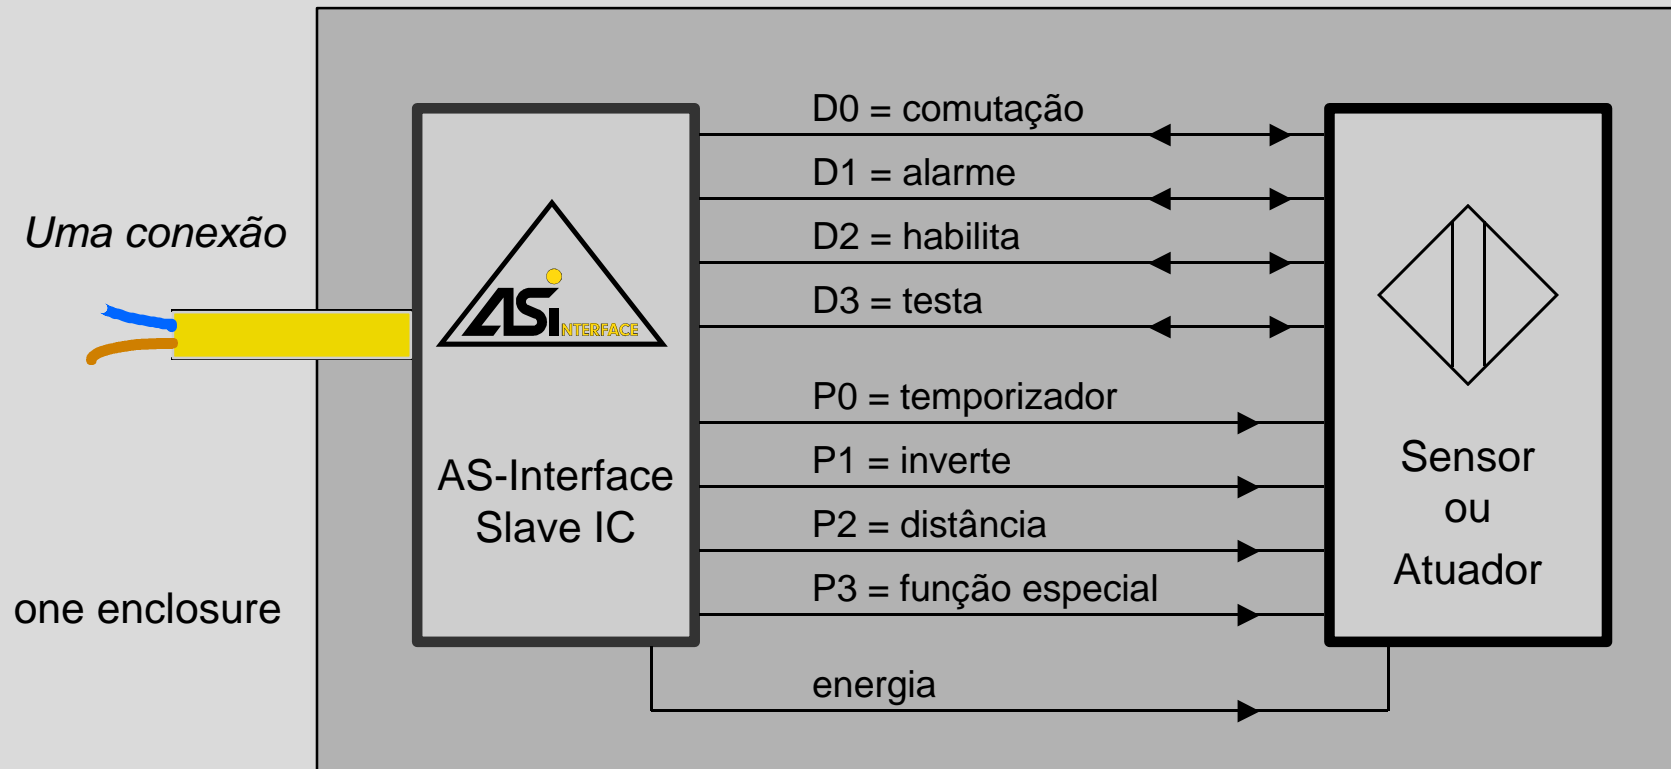 D0 = comutação
D1 = alarme
Uma conexão
D2 = habilita
D3 = testa
ASi
NTERFACE
P0 = temporizador
AS-Interface
Slave IC
P1 = inverte
Sensor
ou
Atuador
P2 = distância
P3 = função especial
one enclosure
energia